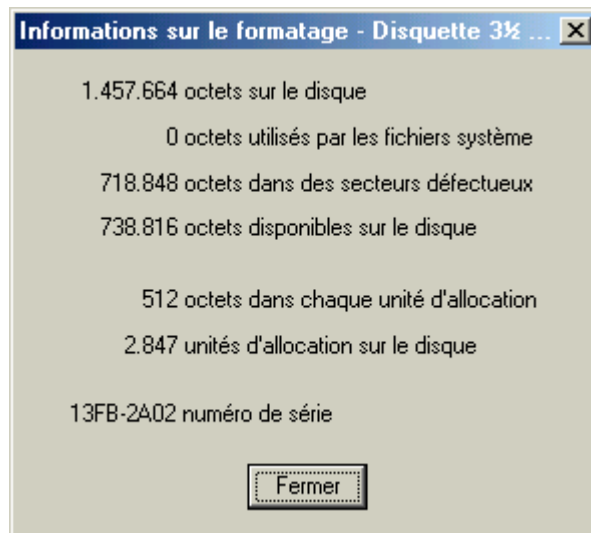 Informations sur le formatage - Disquette 3½ ...
1.457.664 octets sur le disque
0 octets utilisés par les fichiers système
718.848 octets dans des secteurs défectueux
738.816 octets disponibles sur le disque
512 octets dans chaque unité d'allocation
2.847 unités d'allocation sur le disque
13FB-2A02 numéro de série
Fermer